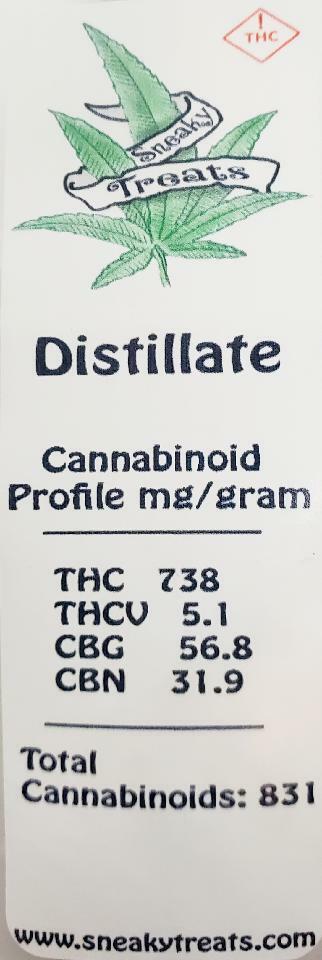 !
THC
Sneaky
Treats
Distillate
Cannabinoid
Profile mg/gram
THC 738
THCV 5.1
CBG 56.8
CBN 31.9
Total
Cannabinoids: 831
www.sneakytreats.com